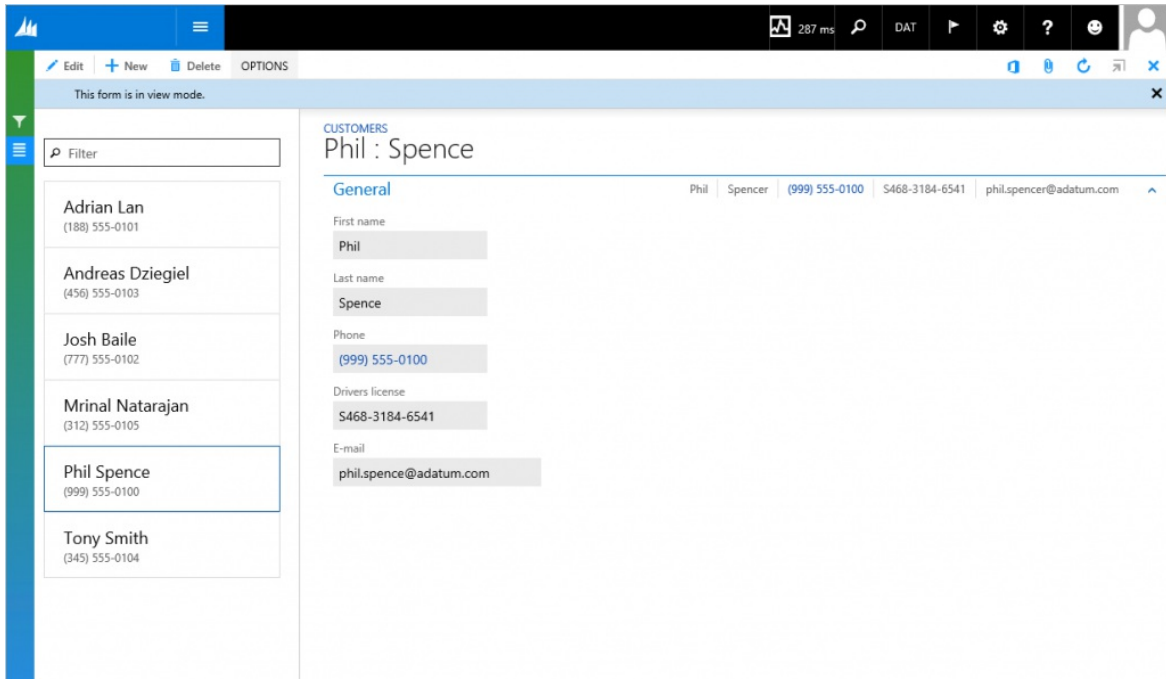 287 ms DAT ?
Edit + New Delete OPTIONS
This form is in view mode.
Filter
Adrian Lan
(188) 555-0101
Andreas Dziegiel
(456) 555-0103
Josh Baile
(777) 555-0102
Mrinal Natarajan
(312) 555-0105
Phil Spence
(999) 555-0100
Tony Smith
(345) 555-0104
CUSTOMERS
Phil : Spence
General Phil Spencer (999) 555-0100 S468-3184-6541 phil.spencer@adatum.com
First name
Phil
Last name
Spence
Phone
(999) 555-0100
Drivers license
S468-3184-6541
E-mail
phil.spence@adatum.com